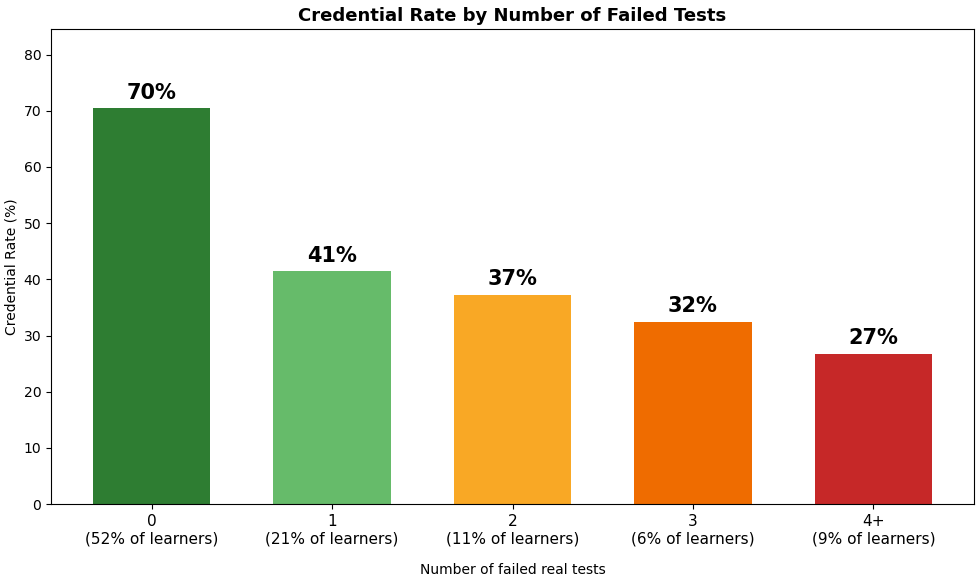 Credential Rate by Number of Failed Tests
Credential Rate (%)
80
70
60
50
40
30
20
10
0
70%
41%
37%
32%
27%
0
(52% of learners)
1
(21% of learners)
2
(11% of learners)
3
(6% of learners)
4+
(9% of learners)
Number of failed real tests